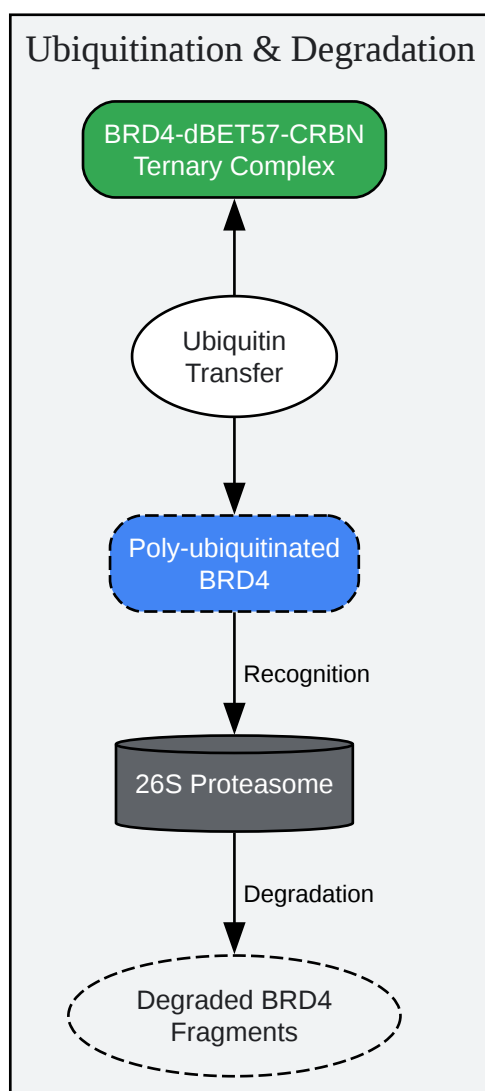 Ubiquitination & Degradation
BRD4-dBET57-CRBN
Ternary Complex
Ubiquitin
Transfer
Poly-ubiquitinated
BRD4
Recognition
26S Proteasome
Degradation
Degraded BRD4
Fragments